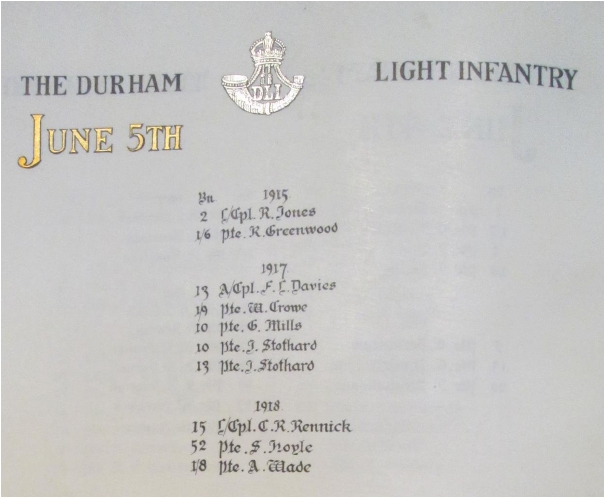 THE DURHAM DLI LIGHT INFANTRY
JUNE 5TH
Bn 1915
2 L/Cpl. R. Jones
1/6 Pte. R. Greenwood
1917
13 A/Cpl. F. L. Davies
19 Pte. W. Crowe
10 Pte. G. Mills
10 Pte. J. Stothard
13 Pte. J. Stothard
1918
15 L/Cpl. C. R. Rennick
52 Pte. S. Hoyle
1/8 Pte. A. Wade